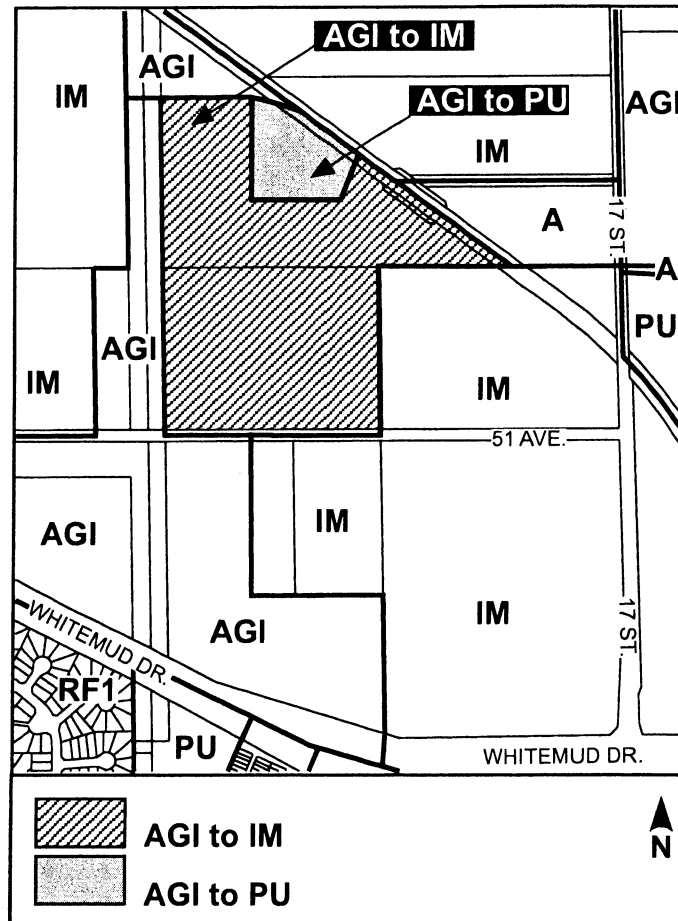 AGI to IM
AGI
IM
AGI to PU
AGI
IM
A
17 ST.
A
PU
AGI
IM
IM
51 AVE.
AGI
IM
AGI
IM
17 ST.
WHITEMUD DR.
RF1
PU
WHITEMUD DR.
AGI to IM
AGI to PU
N